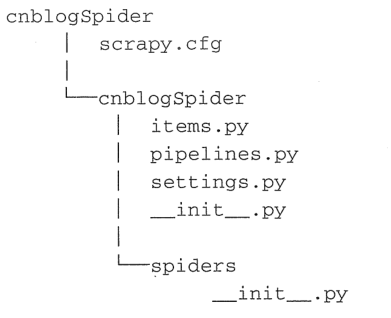 cnblogSpider
│ scrapy.cfg
│
└──cnblogSpider
│ items.py
│ pipelines.py
│ settings.py
│ __init__.py
│
└──spiders
__init__.py